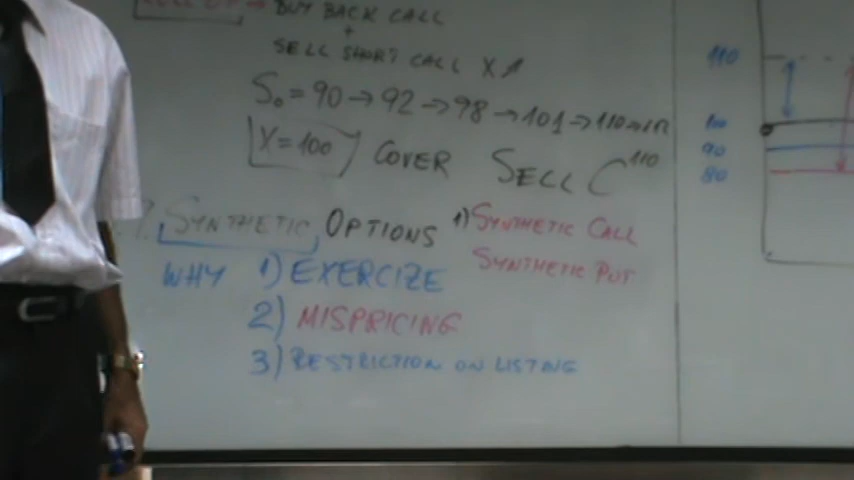 BUY BACK CALL
+
SELL SHORT CALL X↗
S₀ = 90 → 92 → 98 → 101 → 110 →
X = 100 COVER SELL C¹¹⁰
SYNTHETIC OPTIONS 1) SYNTHETIC CALL
SYNTHETIC PUT
WHY 1) EXERCIZE
2) MISPRICING
3) RESTRICTION ON LISTING
110
100
90
80